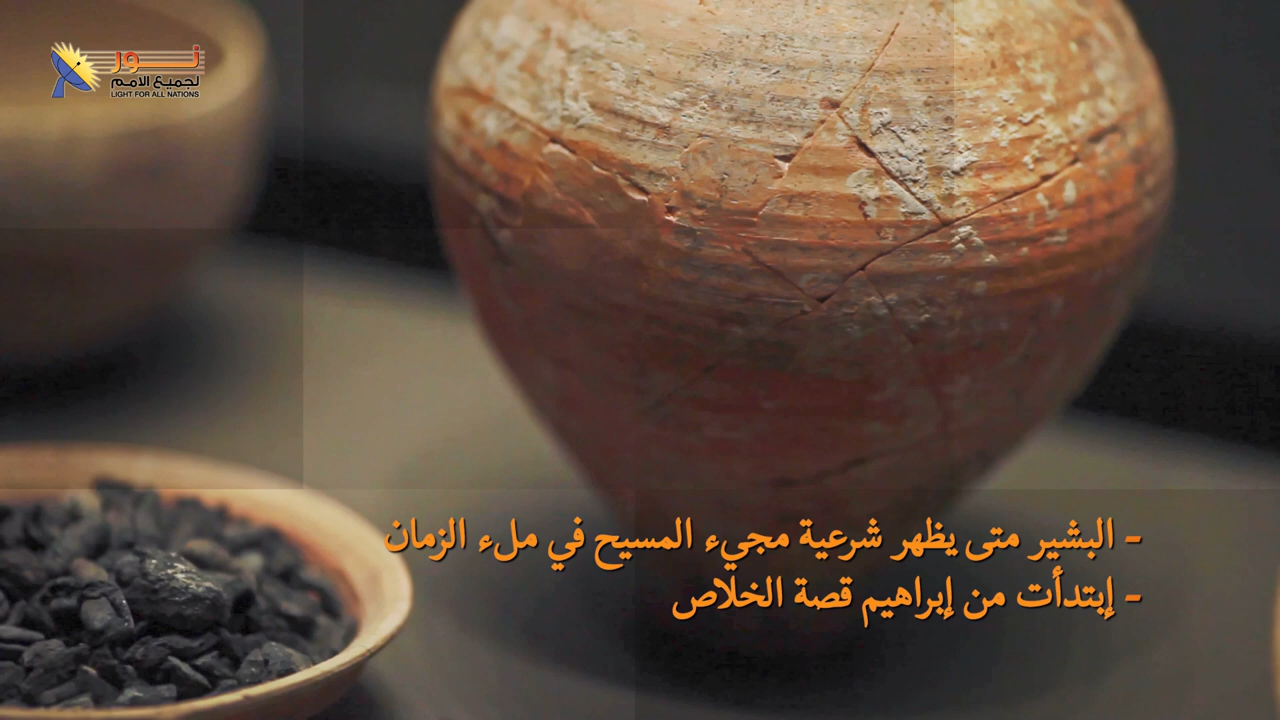 نور
لجميع الامم
LIGHT FOR ALL NATIONS
- البشير متى يظهر شرعية مجيء المسيح في ملء الزمان
- إبتدأت من إبراهيم قصة الخلاص